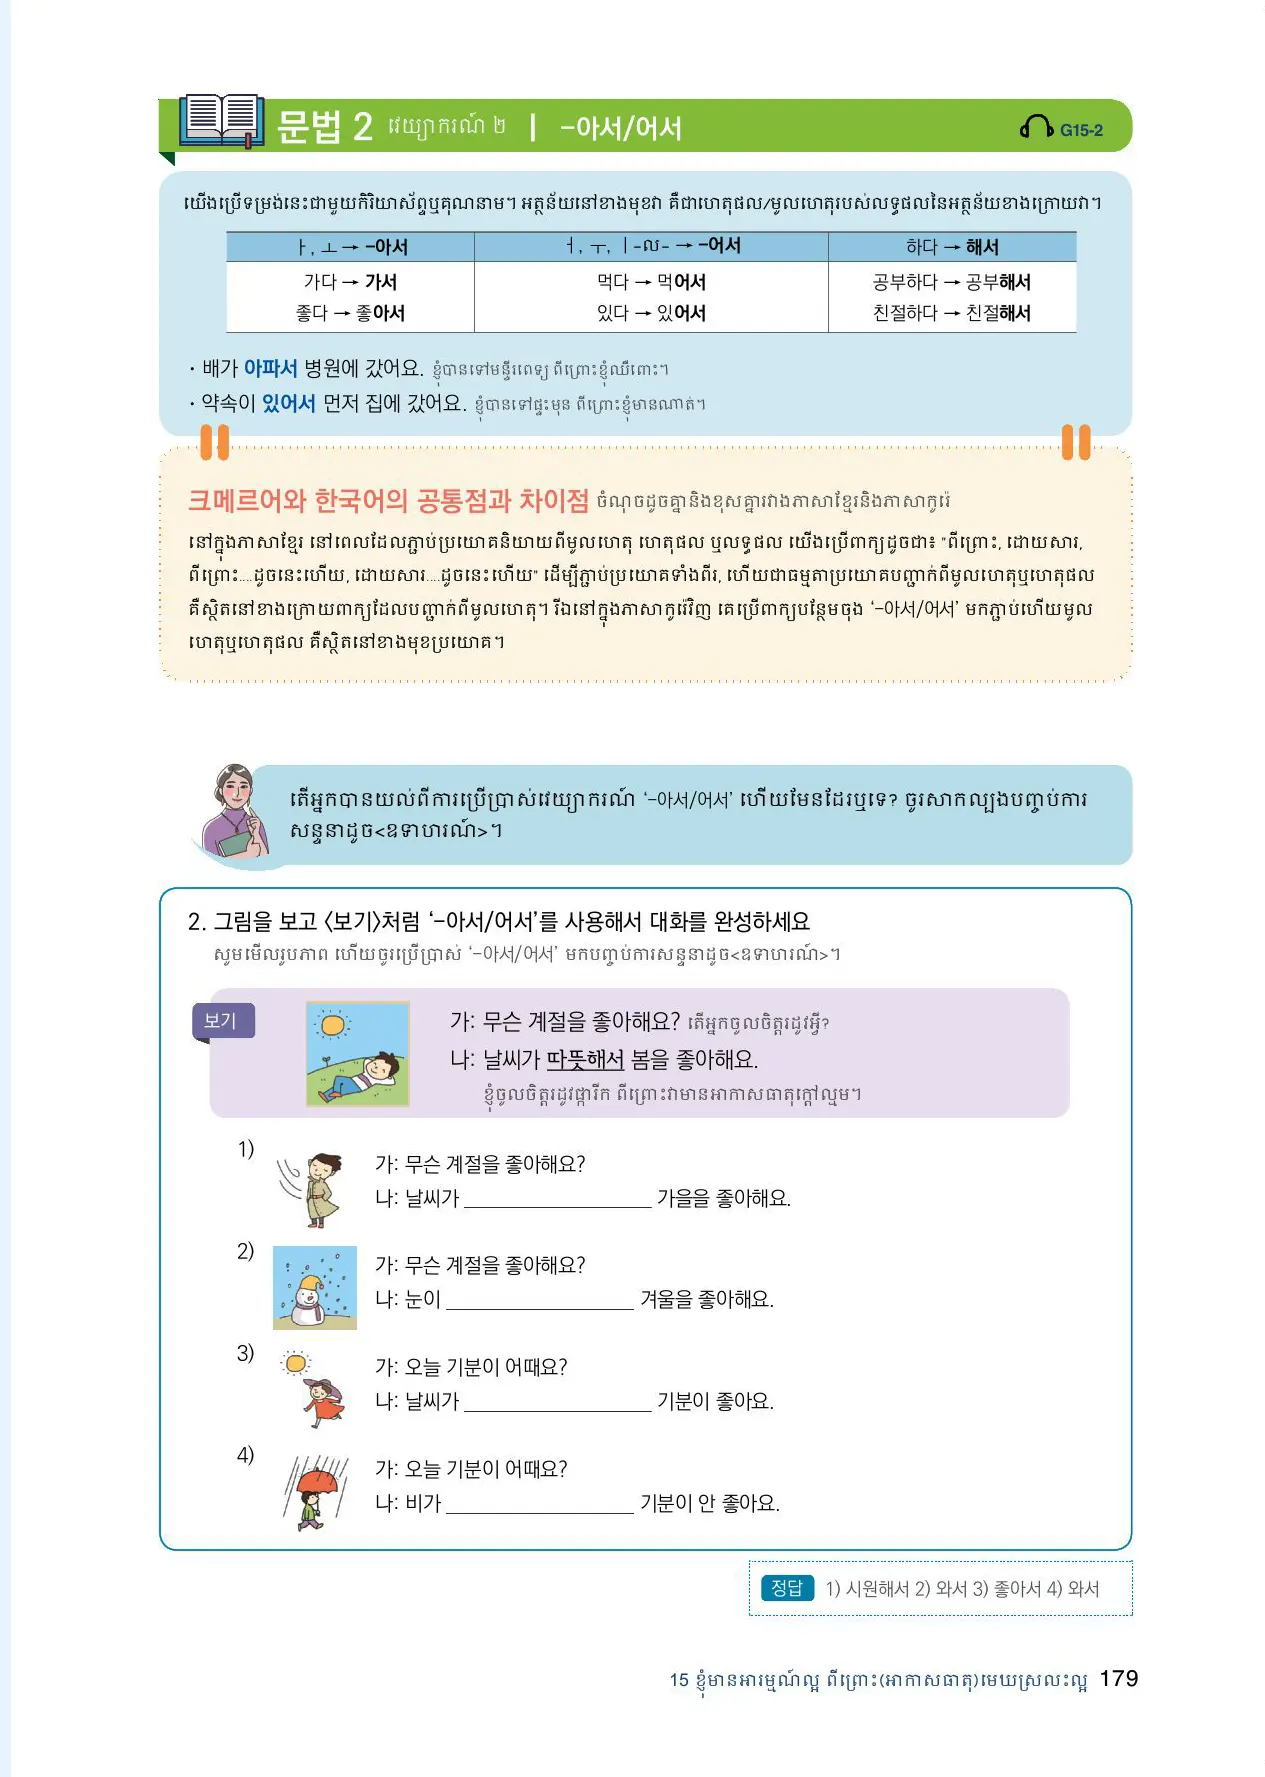 문법 2 វេយ្យាករណ៍ ២ | -아서/어서 G15-2
យើងប្រើទម្រង់នេះជាមួយកិរិយាស័ព្ទឬគុណនាម។ អត្ថន័យនៅខាងមុខវា គឺជាហេតុផល/មូលហេតុរបស់លទ្ធផលនៃអត្ថន័យខាងក្រោយវា។
ㅏ, ㅗ → -아서 ㅓ, ㅜ, ㅣ-ល- → -어서 하다 → 해서
가다 → 가서 먹다 → 먹어서 공부하다 → 공부해서
좋다 → 좋아서 있다 → 있어서 친절하다 → 친절해서
• 배가 아파서 병원에 갔어요. ខ្ញុំបានទៅមន្ទីរពេទ្យ ពីព្រោះខ្ញុំឈឺពោះ។
• 약속이 있어서 먼저 집에 갔어요. ខ្ញុំបានទៅផ្ទះមុន ពីព្រោះខ្ញុំមានណាត់។
크메르어와 한국어의 공통점과 차이점 ចំណុចដូចគ្នានិងខុសគ្នារវាងភាសាខ្មែរនិងភាសាកូរ៉េ
នៅក្នុងភាសាខ្មែរ នៅពេលដែលភ្ជាប់ប្រយោគនិយាយពីមូលហេតុ ហេតុផល ឬលទ្ធផល យើងប្រើពាក្យដូចជា៖ "ពីព្រោះ, ដោយសារ,
ពីព្រោះ....ដូចនេះហើយ, ដោយសារ....ដូចនេះហើយ" ដើម្បីភ្ជាប់ប្រយោគទាំងពីរ, ហើយជាធម្មតាប្រយោគបញ្ជាក់ពីមូលហេតុឬហេតុផល
គឺស្ថិតនៅខាងក្រោយពាក្យដែលបញ្ជាក់ពីមូលហេតុ។ រីឯនៅក្នុងភាសាកូរ៉េវិញ គេប្រើពាក្យបន្ថែមចុង '-아서/어서' មកភ្ជាប់ហើយមូល
ហេតុឬហេតុផល គឺស្ថិតនៅខាងមុខប្រយោគ។
តើអ្នកបានយល់ពីការប្រើប្រាស់វេយ្យាករណ៍ '-아서/어서' ហើយមែនដែរឬទេ? ចូរសាកល្បងបញ្ចប់ការ
សន្ទនាដូច<ឧទាហរណ៍>។
2. 그림을 보고 〈보기〉처럼 '-아서/어서'를 사용해서 대화를 완성하세요
សូមមើលរូបភាព ហើយចូរប្រើប្រាស់ '-아서/어서' មកបញ្ចប់ការសន្ទនាដូច<ឧទាហរណ៍>។
보기
가: 무슨 계절을 좋아해요? តើអ្នកចូលចិត្តរដូវអ្វី?
나: 날씨가 따뜻해서 봄을 좋아해요.
ខ្ញុំចូលចិត្តរដូវផ្ការីក ពីព្រោះវាមានអាកាសធាតុក្តៅល្មម។
1) 가: 무슨 계절을 좋아해요?
나: 날씨가 ____________ 가을을 좋아해요.
2) 가: 무슨 계절을 좋아해요?
나: 눈이 ____________ 겨울을 좋아해요.
3) 가: 오늘 기분이 어때요?
나: 날씨가 ____________ 기분이 좋아요.
4) 가: 오늘 기분이 어때요?
나: 비가 ____________ 기분이 안 좋아요.
정답 1) 시원해서 2) 와서 3) 좋아서 4) 와서
15 ខ្ញុំមានអារម្មណ៍ល្អ ពីព្រោះ(អាកាសធាតុ)មេឃស្រលះល្អ 179